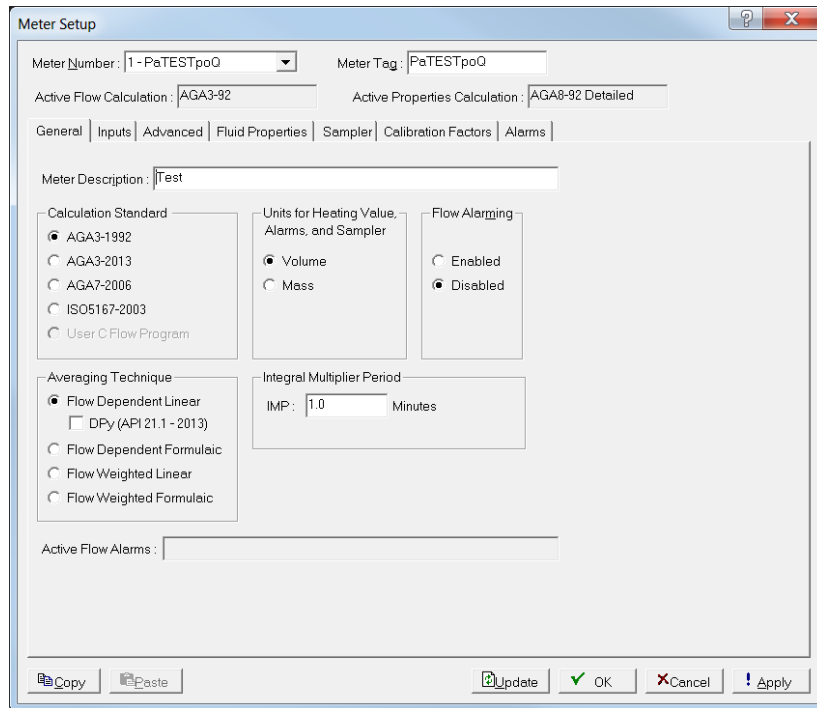 Meter Setup
? X
Meter Number : 1 - PaTESTpoQ Meter Tag : PaTESTpoQ
Active Flow Calculation : AGA3-92 Active Properties Calculation : AGA8-92 Detailed
General Inputs Advanced Fluid Properties Sampler Calibration Factors Alarms
Meter Description : Test
Calculation Standard
AGA3-1992
AGA3-2013
AGA7-2006
ISO5167-2003
User C Flow Program
Units for Heating Value,
Alarms, and Sampler
Volume
Mass
Flow Alarming
Enabled
Disabled
Averaging Technique
Flow Dependent Linear
DPy (API 21.1 - 2013)
Flow Dependent Formulaic
Flow Weighted Linear
Flow Weighted Formulaic
Integral Multiplier Period
IMP : 1.0 Minutes
Active Flow Alarms :
Copy Paste Update OK Cancel ! Apply